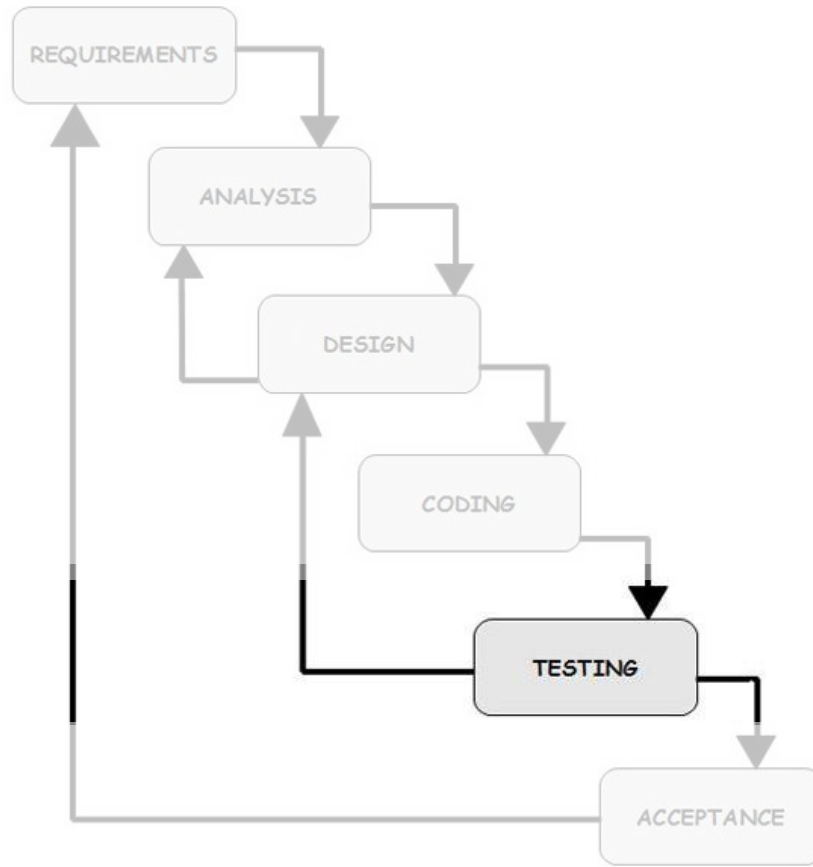 REQUIREMENTS
ANALYSIS
DESIGN
CODING
TESTING
ACCEPTANCE